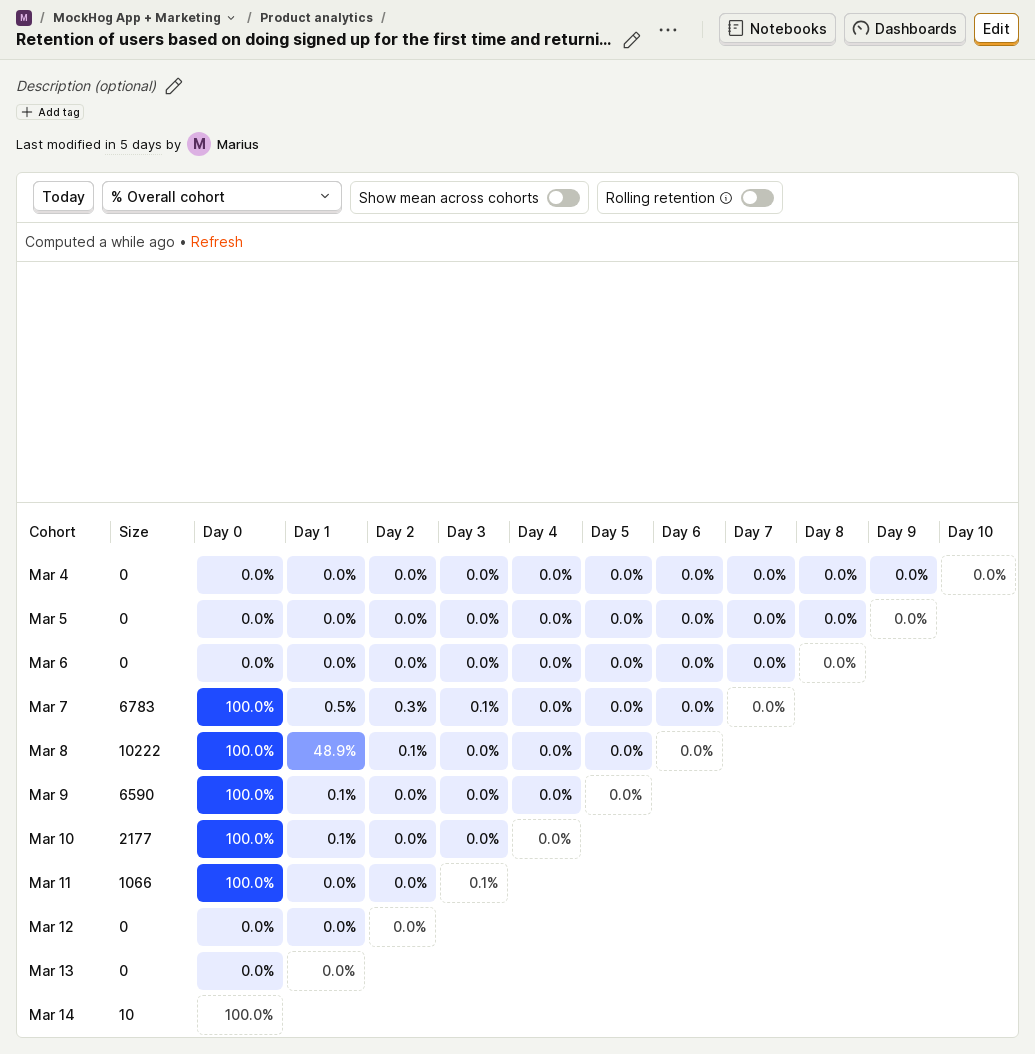 M / MockHog App + Marketing / Product analytics /
Retention of users based on doing signed up for the first time and returni...
Notebooks
Dashboards
Edit
Description (optional)
Add tag
Last modified in 5 days by M Marius
Today
% Overall cohort
Show mean across cohorts
Rolling retention
Computed a while ago • Refresh
Cohort Size Day 0 Day 1 Day 2 Day 3 Day 4 Day 5 Day 6 Day 7 Day 8 Day 9 Day 10
Mar 4 0 0.0% 0.0% 0.0% 0.0% 0.0% 0.0% 0.0% 0.0% 0.0% 0.0% 0.0%
Mar 5 0 0.0% 0.0% 0.0% 0.0% 0.0% 0.0% 0.0% 0.0% 0.0% 0.0%
Mar 6 0 0.0% 0.0% 0.0% 0.0% 0.0% 0.0% 0.0% 0.0% 0.0%
Mar 7 6783 100.0% 0.5% 0.3% 0.1% 0.0% 0.0% 0.0% 0.0%
Mar 8 10222 100.0% 48.9% 0.1% 0.0% 0.0% 0.0% 0.0%
Mar 9 6590 100.0% 0.1% 0.0% 0.0% 0.0% 0.0%
Mar 10 2177 100.0% 0.1% 0.0% 0.0% 0.0%
Mar 11 1066 100.0% 0.0% 0.0% 0.1%
Mar 12 0 0.0% 0.0% 0.0%
Mar 13 0 0.0% 0.0%
Mar 14 10 100.0%